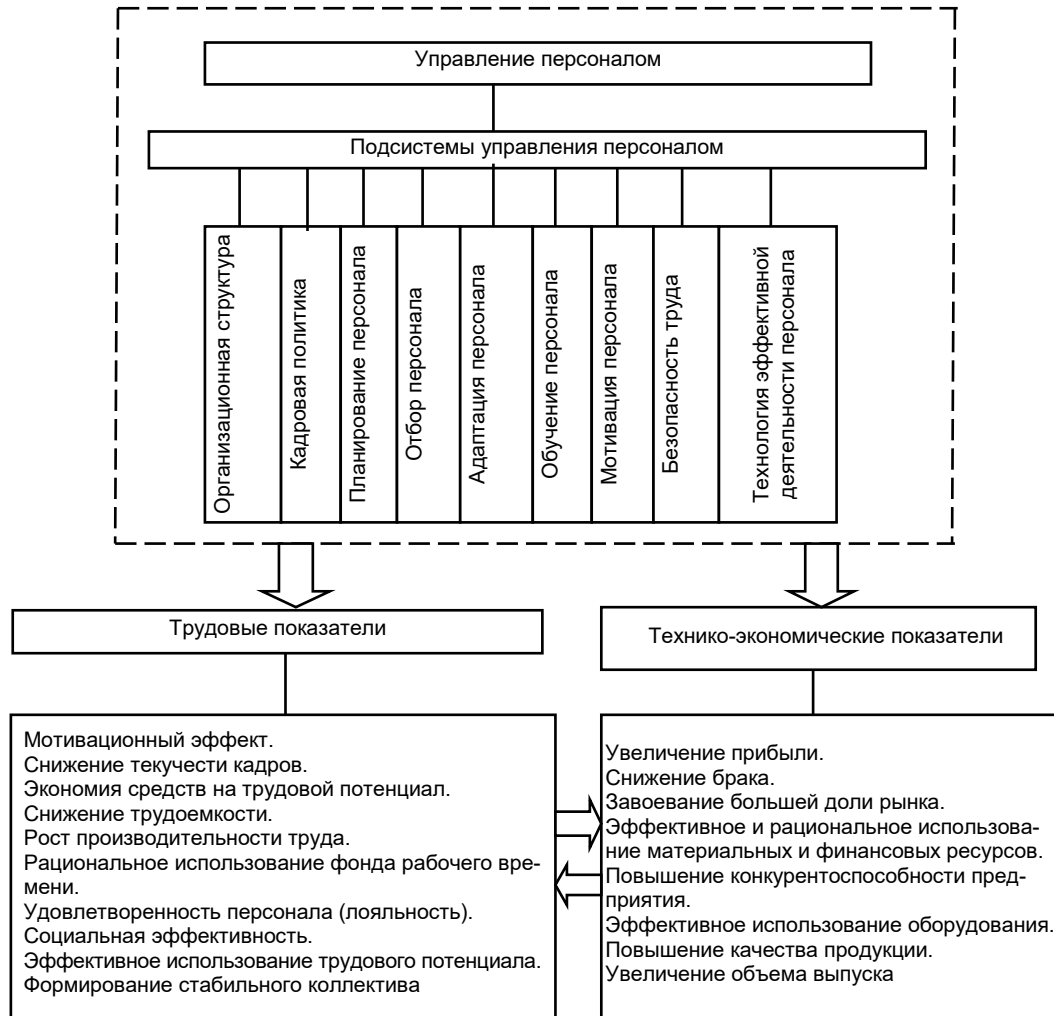 Управление персоналом
Подсистемы управления персоналом
Организационная структура
Кадровая политика
Планирование персонала
Отбор персонала
Адаптация персонала
Обучение персонала
Мотивация персонала
Безопасность труда
Технология эффективной
деятельности персонала
Трудовые показатели
Технико-экономические показатели
Мотивационный эффект.
Снижение текучести кадров.
Экономия средств на трудовой потенциал.
Снижение трудоемкости.
Рост производительности труда.
Рациональное использование фонда рабочего вре-
мени.
Удовлетворенность персонала (лояльность).
Социальная эффективность.
Эффективное использование трудового потенциала.
Формирование стабильного коллектива
Увеличение прибыли.
Снижение брака.
Завоевание большей доли рынка.
Эффективное и рациональное использова-
ние материальных и финансовых ресурсов.
Повышение конкурентоспособности пред-
приятия.
Эффективное использование оборудования.
Повышение качества продукции.
Увеличение объема выпуска